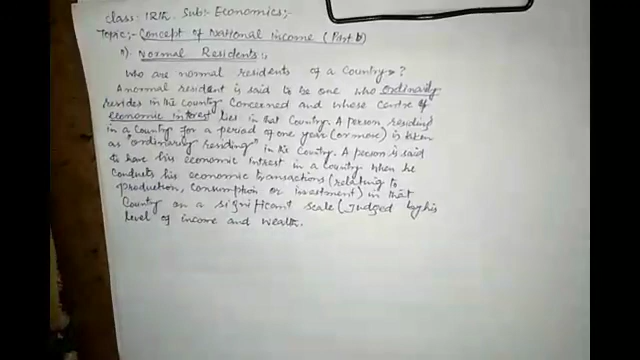 Class:- Sub:- Economics;-
Topic;- Concept of National Income (Part b)
Normal Residents:,
Who are normal residents of a Country?
A normal resident is said to be one who ordinarily
resides in the country concerned and whose centre of
economic interest lies in that Country. A person residing
in a Country for a period of one year (or more) is taken
as "ordinarily residing" in the Country. A person is said
to have his economic interest in a country when he
conducts his economic transactions (relating to
production, Consumption or investment) in that
Country on a significant scale (Judged by his
level of income and wealth.